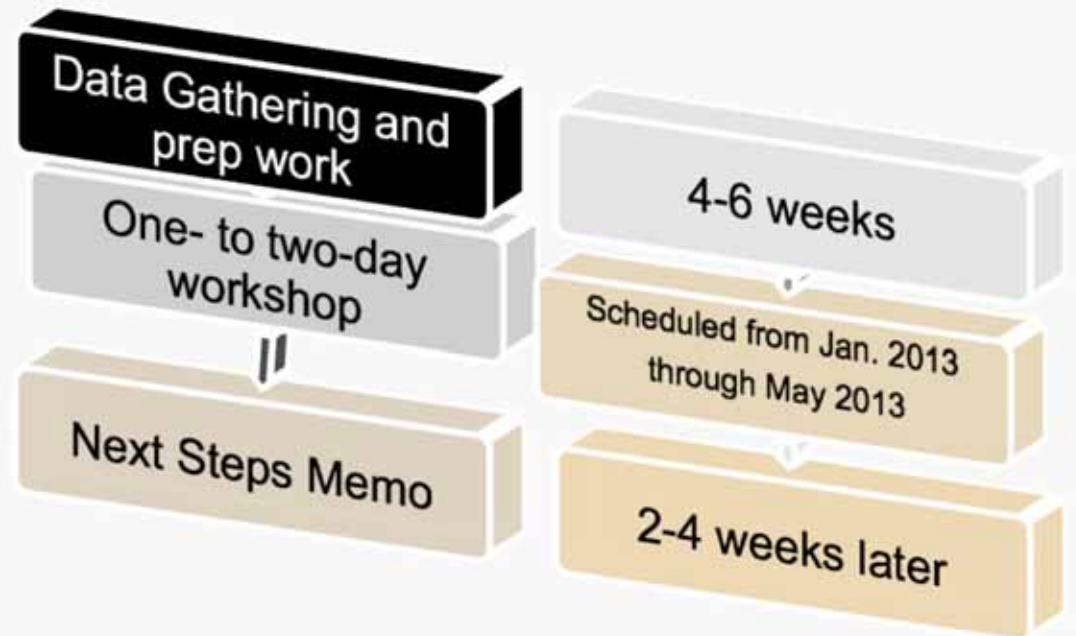 Data Gathering and
prep work
One- to two-day
workshop
Next Steps Memo
4-6 weeks
Scheduled from Jan. 2013
through May 2013
2-4 weeks later